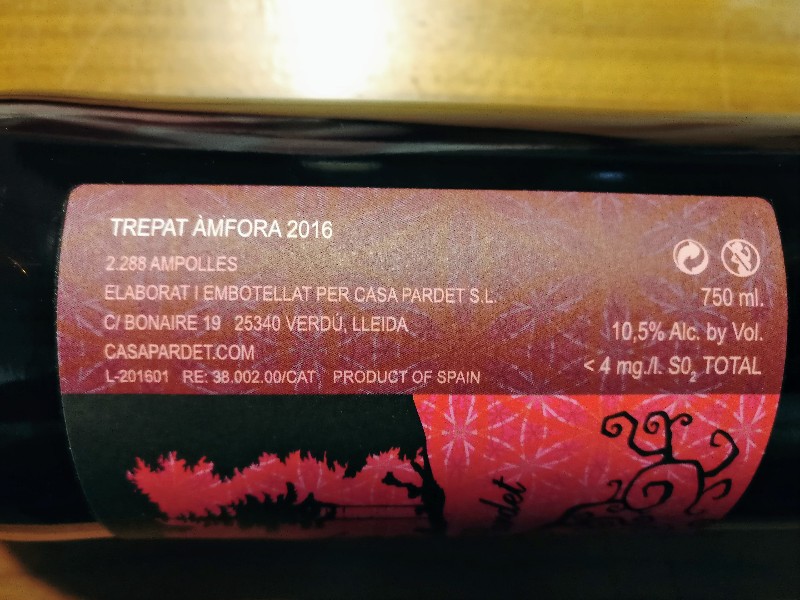 TREPAT ÀMFORA 2016
2.288 AMPOLLES
ELABORAT I EMBOTELLAT PER CASA PARDET S.L.
C/ BONAIRE 19 25340 VERDÚ, LLEIDA
CASAPARDET.COM
L-201601 RE: 38.002.00/CAT PRODUCT OF SPAIN
750 ml.
10,5% Alc. by Vol.
< 4 mg./l. SO₂ TOTAL